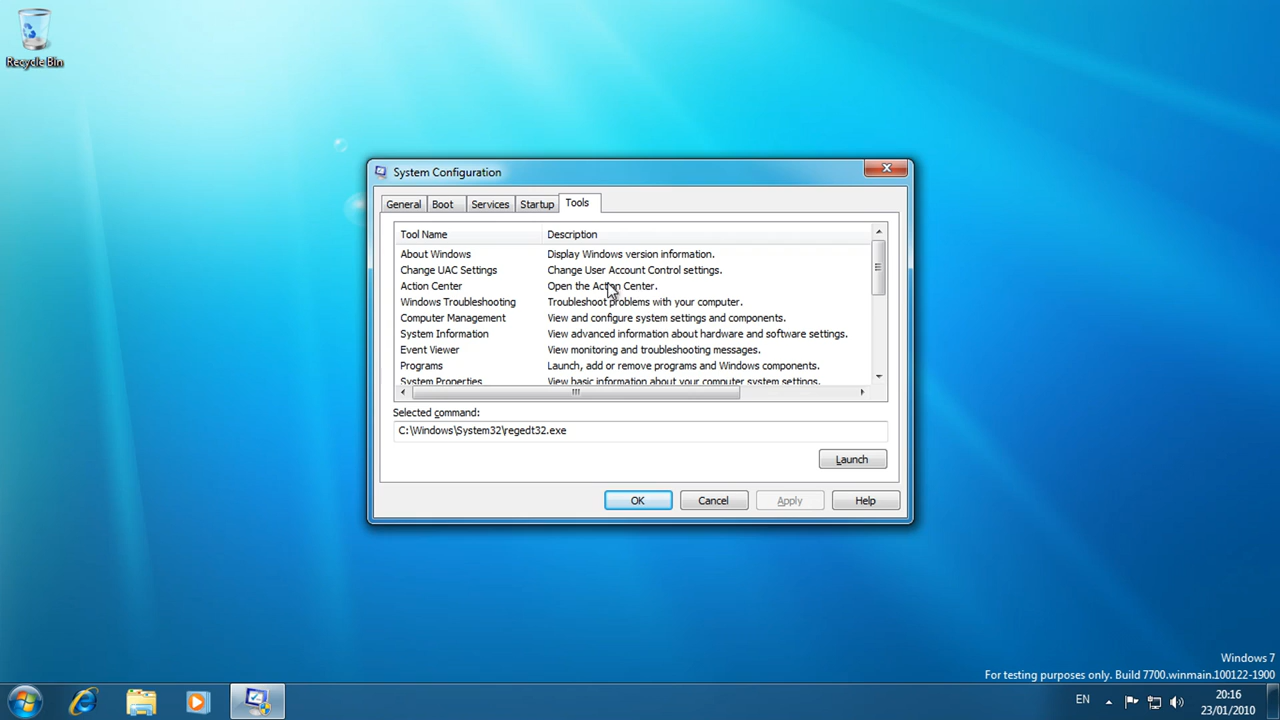 Recycle Bin
System Configuration
General Boot Services Startup Tools
Tool Name Description
About Windows Display Windows version information.
Change UAC Settings Change User Account Control settings.
Action Center Open the Action Center.
Windows Troubleshooting Troubleshoot problems with your computer.
Computer Management View and configure system settings and components.
System Information View advanced information about hardware and software settings.
Event Viewer View monitoring and troubleshooting messages.
Programs Launch, add or remove programs and Windows components.
System Properties View basic information about your computer system settings.
Selected command:
C:\Windows\System32\regedt32.exe
Launch
OK Cancel Apply Help
Windows 7
For testing purposes only. Build 7700.winmain.100122-1900
EN
20:16
23/01/2010